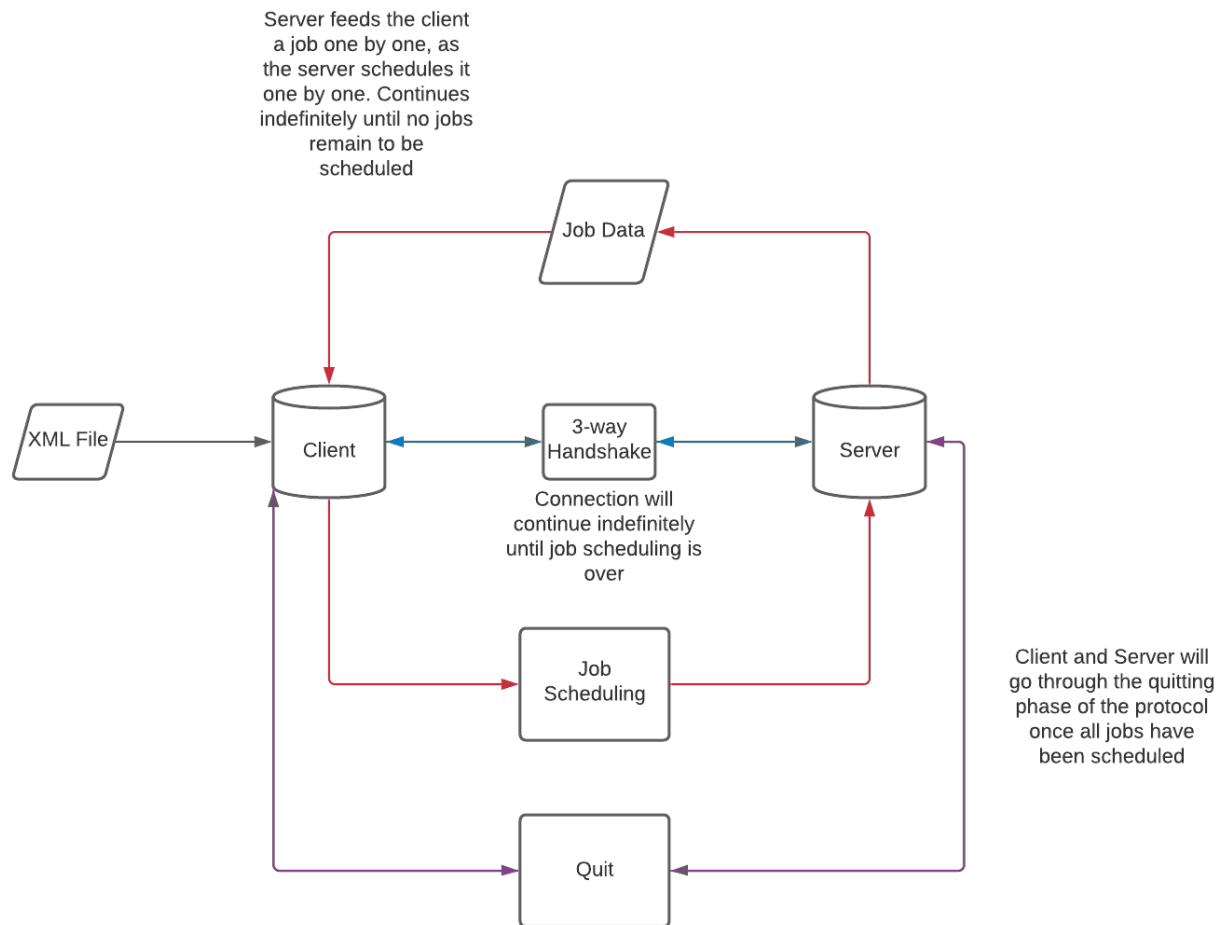 Server feeds the client
a job one by one, as
the server schedules it
one by one. Continues
indefinitely until no jobs
remain to be
scheduled
Job Data
XML File
Client
3-way
Handshake
Server
Connection will
continue indefinitely
until job scheduling is
over
Job
Scheduling
Client and Server will
go through the quitting
phase of the protocol
once all jobs have
been scheduled
Quit